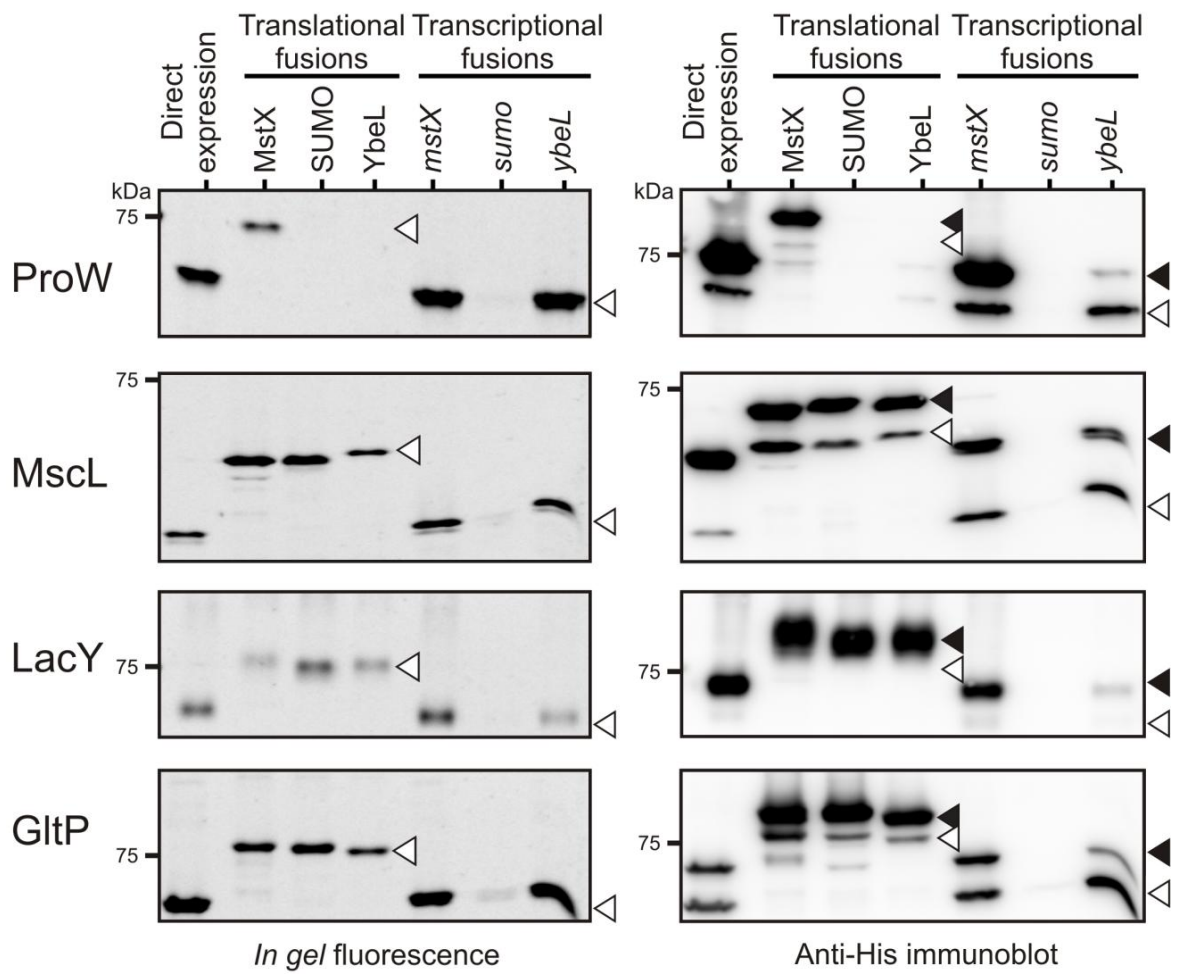 Translational Transcriptional
fusions fusions
Direct
expression
MstX
SUMO
YbeL
mstX
sumo
ybeL
Translational Transcriptional
fusions fusions
Direct
expression
MstX
SUMO
YbeL
mstX
sumo
ybeL
kDa
75
ProW
kDa
75
75
MscL
75
LacY
75
75
GltP
75
75
In gel fluorescence
Anti-His immunoblot